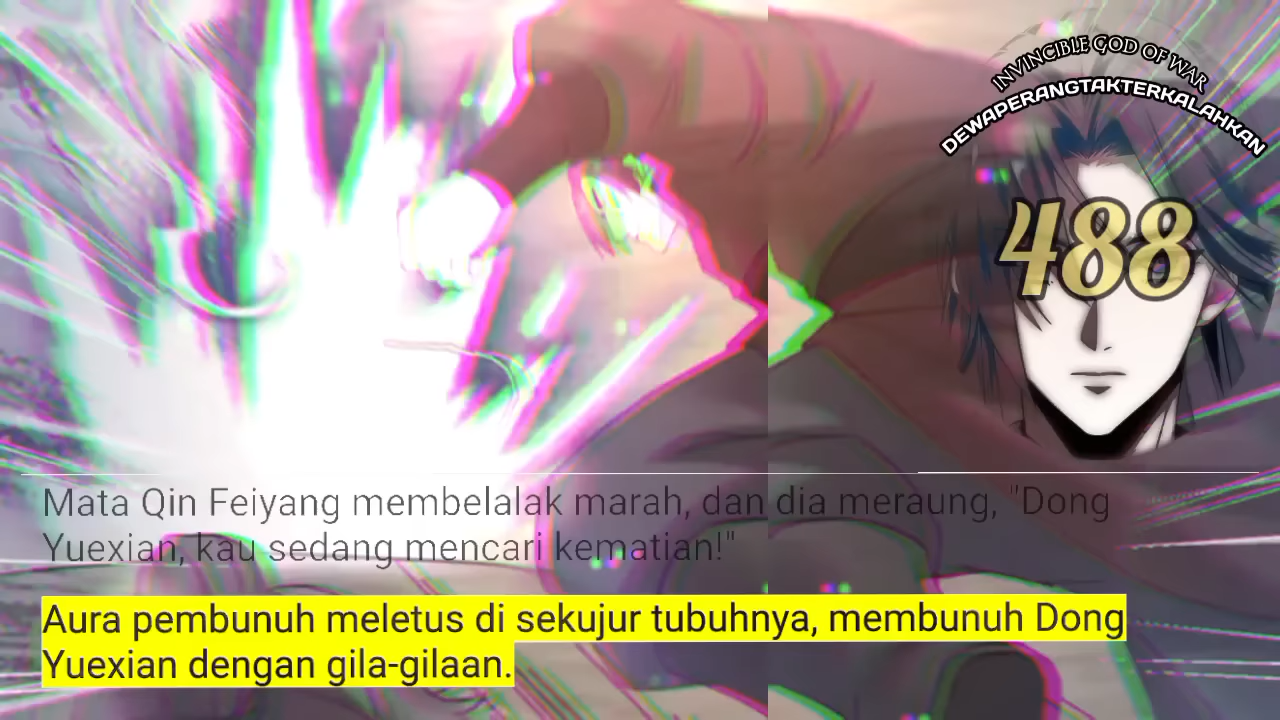 INVINCIBLE GOD OF WAR
DEWAPERANGTAKTERKALAHKAN
488
Mata Qin Feiyang membelalak marah, dan dia meraung, "Dong
Yuexian, kau sedang mencari kematian!"
Aura pembunuh meletus di sekujur tubuhnya, membunuh Dong
Yuexian dengan gila-gilaan.